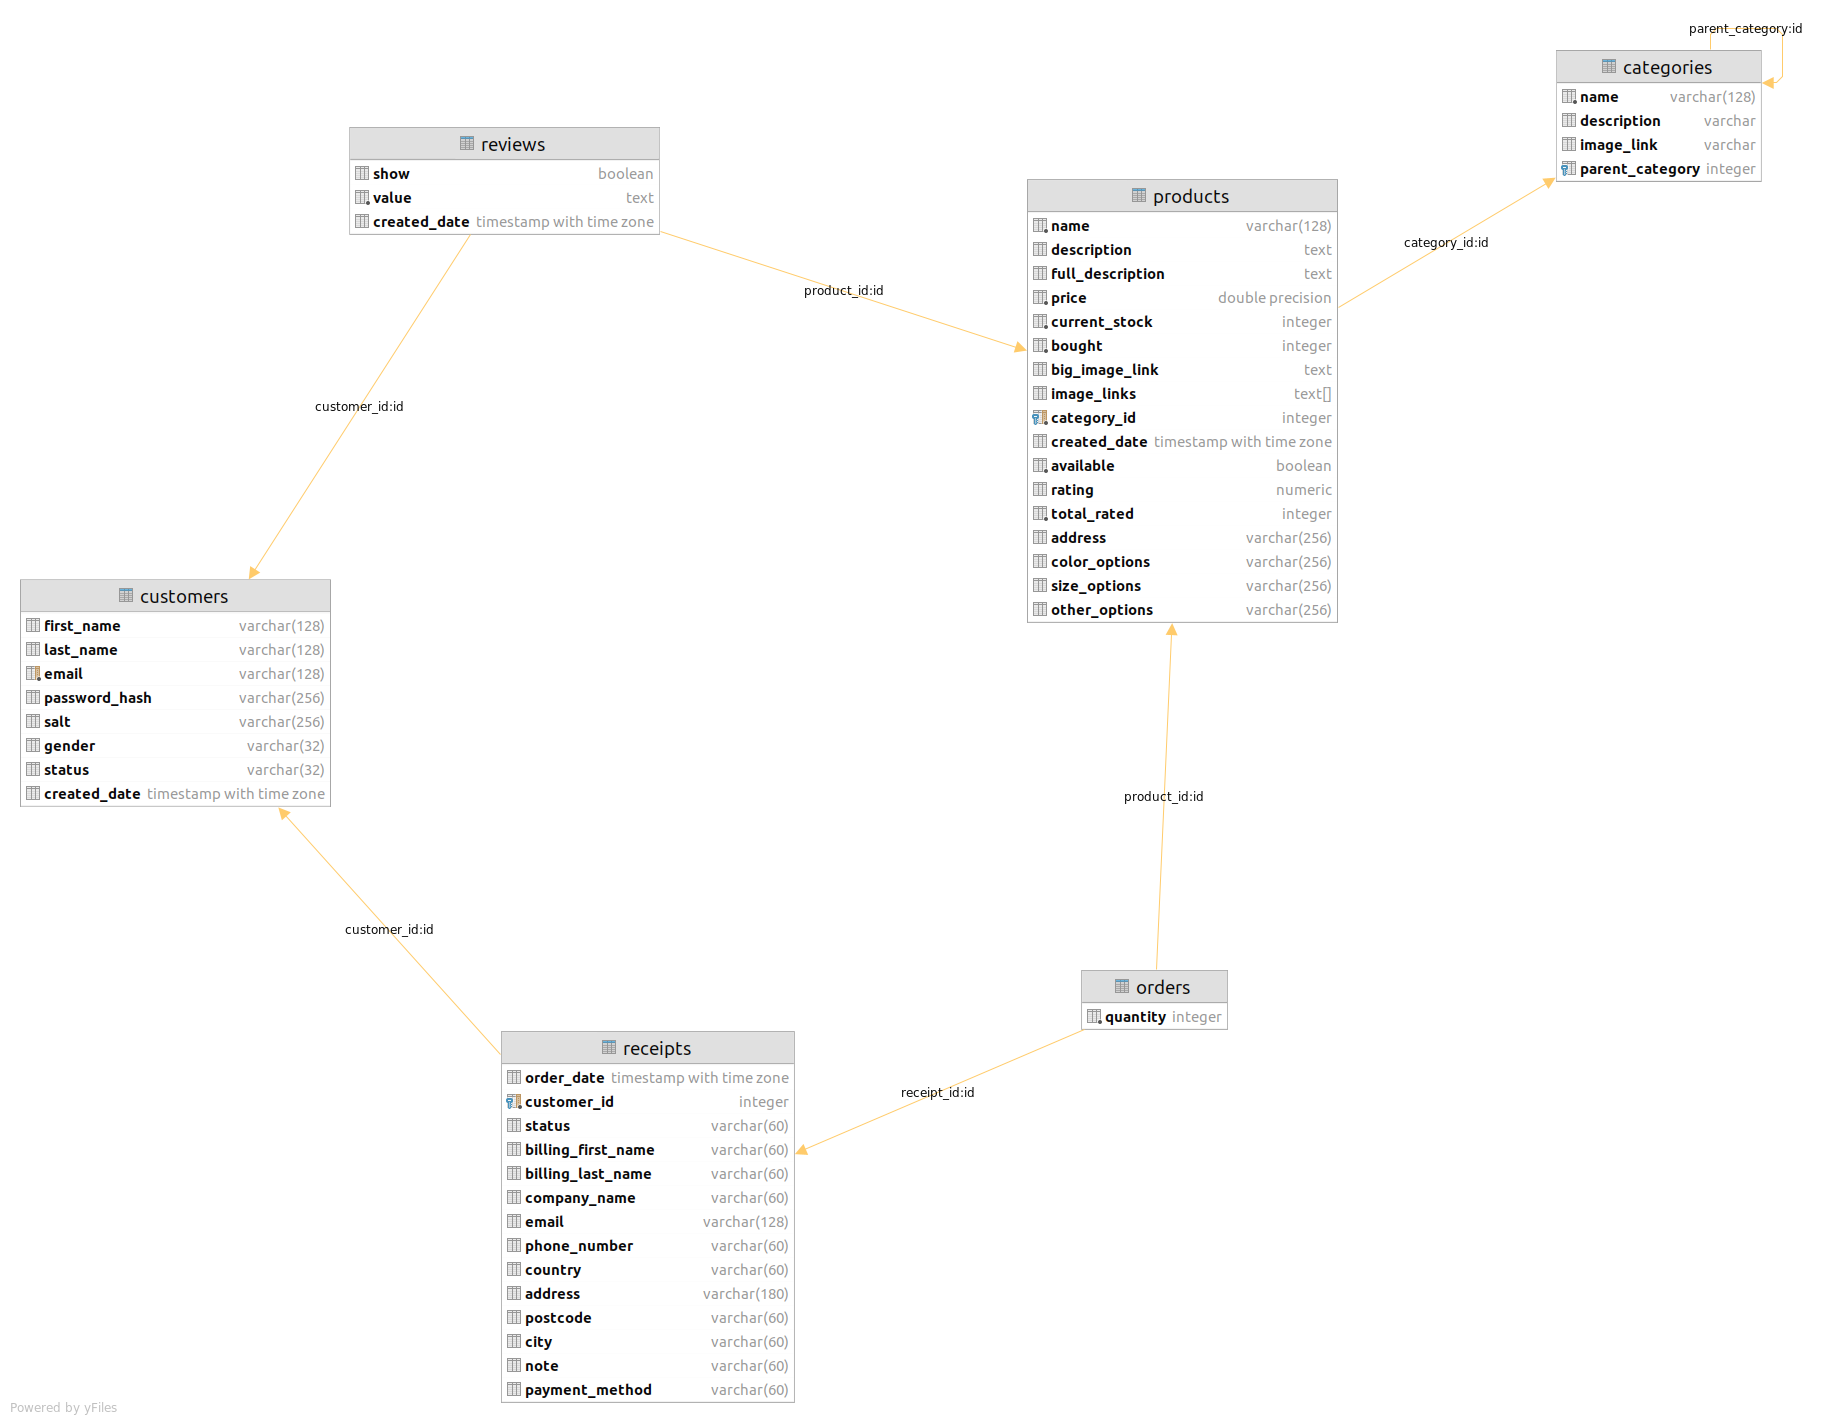 parent_category:id
categories
name varchar(128)
description varchar
image_link varchar
parent_category integer
reviews
show boolean
value text
created_date timestamp with time zone
products
name varchar(128)
description text
full_description text
price double precision
current_stock integer
bought integer
big_image_link text
image_links text[]
category_id integer
created_date timestamp with time zone
available boolean
rating numeric
total_rated integer
address varchar(256)
color_options varchar(256)
size_options varchar(256)
other_options varchar(256)
category_id:id
product_id:id
customer_id:id
customers
first_name varchar(128)
last_name varchar(128)
email varchar(128)
password_hash varchar(256)
salt varchar(256)
gender varchar(32)
status varchar(32)
created_date timestamp with time zone
product_id:id
customer_id:id
orders
quantity integer
receipt_id:id
receipts
order_date timestamp with time zone
customer_id integer
status varchar(60)
billing_first_name varchar(60)
billing_last_name varchar(60)
company_name varchar(60)
email varchar(128)
phone_number varchar(60)
country varchar(60)
address varchar(180)
postcode varchar(60)
city varchar(60)
note varchar(60)
payment_method varchar(60)
Powered by yFiles